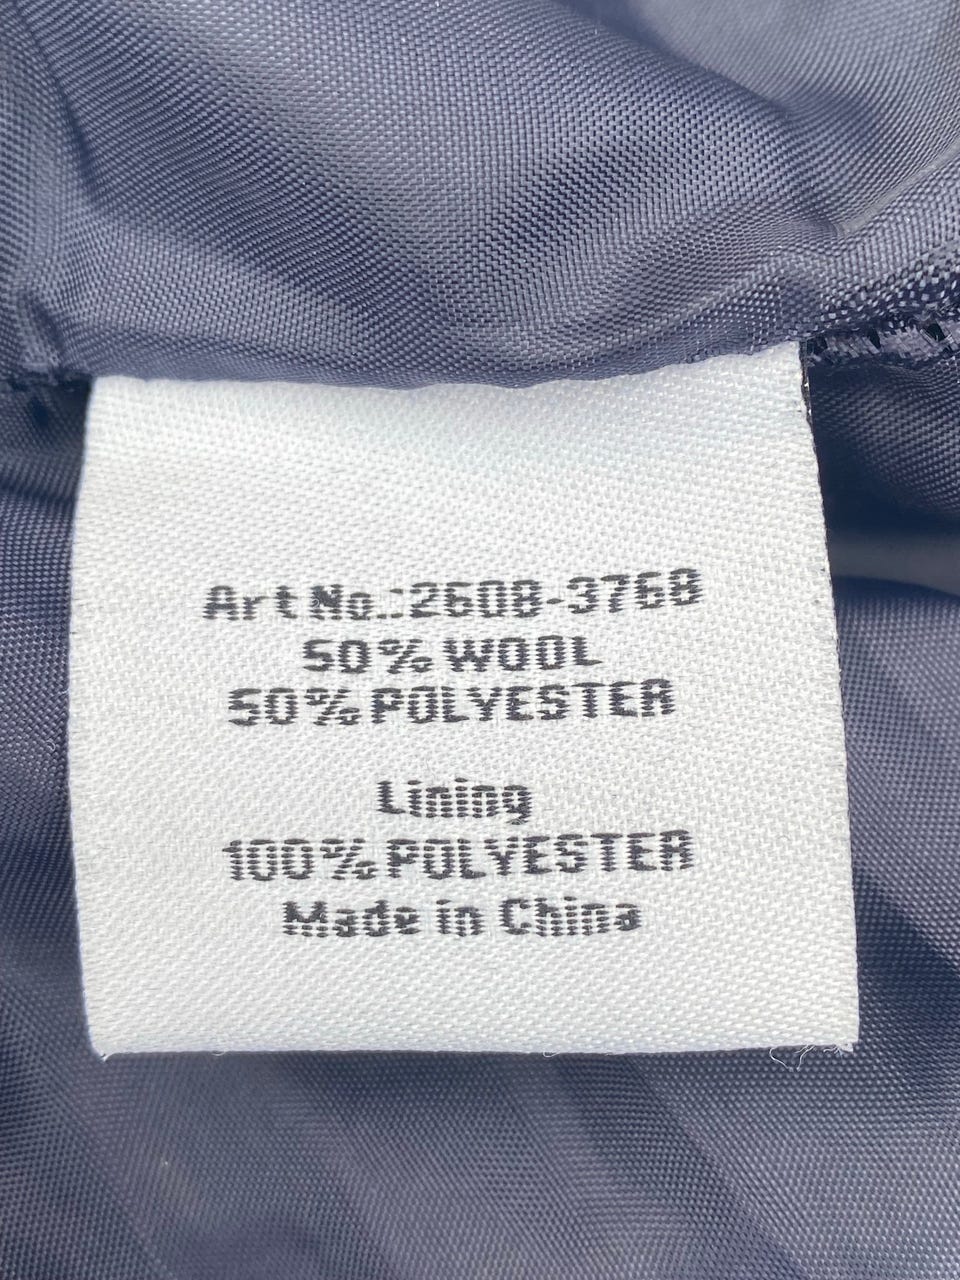 Art No.:2608-3768
50% WOOL
50% POLYESTER
Lining
100% POLYESTER
Made in China